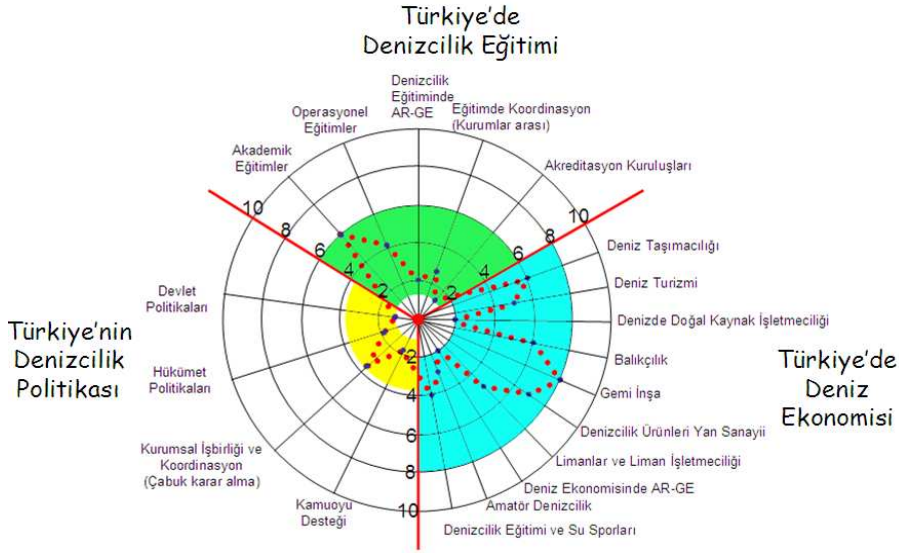 Türkiye'de
Denizcilik Eğitimi
Denizcilik
Eğitiminde
AR-GE
Operasyonel
Eğitimler
Eğitimde Koordinasyon
(Kurumlar arası)
Akademik
Eğitimler
Akreditasyon Kuruluşları
10
8
6
4
2
10
8
6
4
2
Deniz Taşımacılığı
Deniz Turizmi
Denizde Doğal Kaynak İşletmeciliği
Balıkçılık
Gemi İnşa
Denizcilik Ürünleri Yan Sanayii
Limanlar ve Liman İşletmeciliği
Deniz Ekonomisinde AR-GE
Amatör Denizcilik
Denizcilik Eğitimi ve Su Sporları
Türkiye'de
Deniz
Ekonomisi
2
4
6
8
10
Devlet
Politikaları
Hükümet
Politikaları
Kurumsal İşbirliği ve
Koordinasyon
(Çabuk karar alma)
Kamuoyu
Desteği
Türkiye'nin
Denizcilik
Politikası